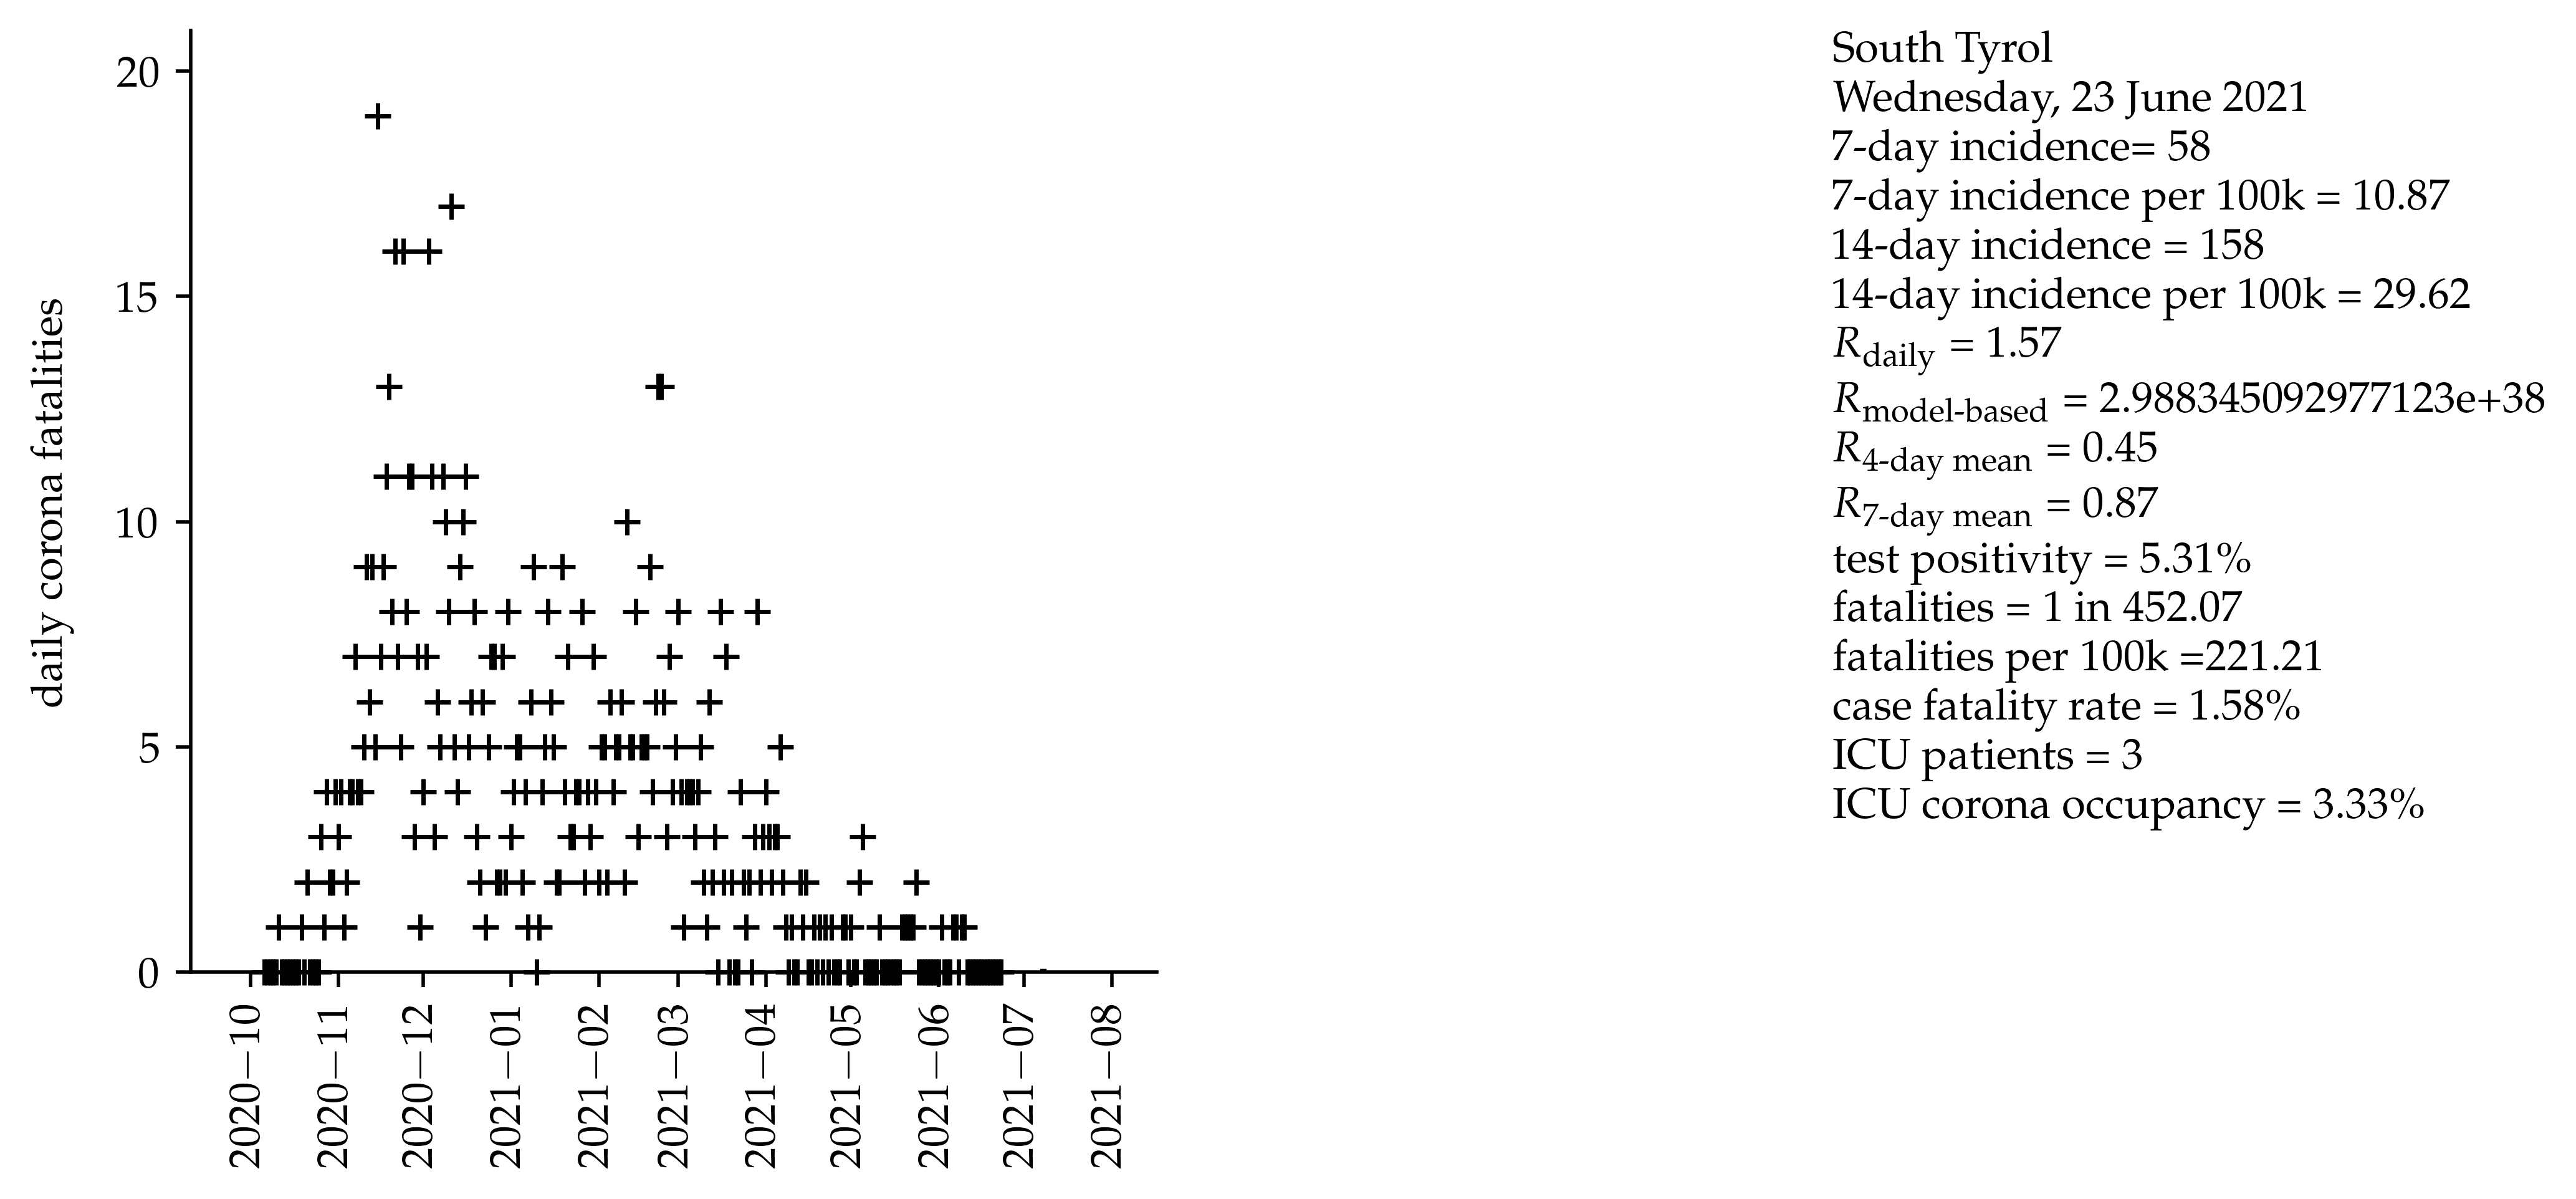 daily corona fatalities
20
15
10
5
0
2020–10
2020–11
2020–12
2021–01
2021–02
2021–03
2021–04
2021–05
2021–06
2021–07
2021–08
South Tyrol
Wednesday, 23 June 2021
7-day incidence= 58
7-day incidence per 100k = 10.87
14-day incidence = 158
14-day incidence per 100k = 29.62
Rdaily = 1.57
Rmodel-based = 2.988345092977123e+38
R4-day mean = 0.45
R7-day mean = 0.87
test positivity = 5.31%
fatalities = 1 in 452.07
fatalities per 100k =221.21
case fatality rate = 1.58%
ICU patients = 3
ICU corona occupancy = 3.33%